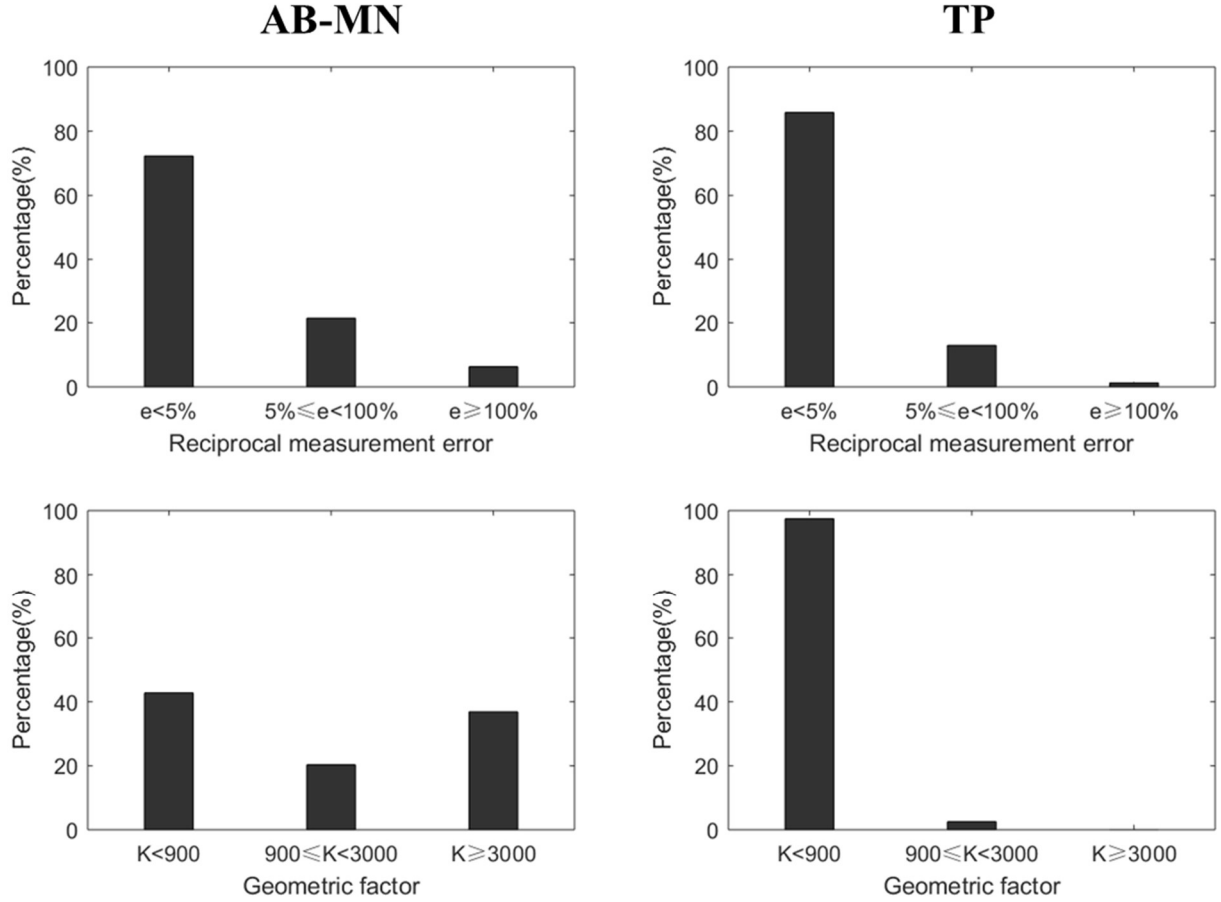 AB-MN
TP
100
80
60
40
20
0
Percentage(%)
e<5%
5%≤e<100%
e≥100%
Reciprocal measurement error
100
80
60
40
20
0
Percentage(%)
e<5%
5%≤e<100%
e≥100%
Reciprocal measurement error
100
80
60
40
20
0
Percentage(%)
K<900
900≤K<3000
K≥3000
Geometric factor
100
80
60
40
20
0
Percentage(%)
K<900
900≤K<3000
K≥3000
Geometric factor